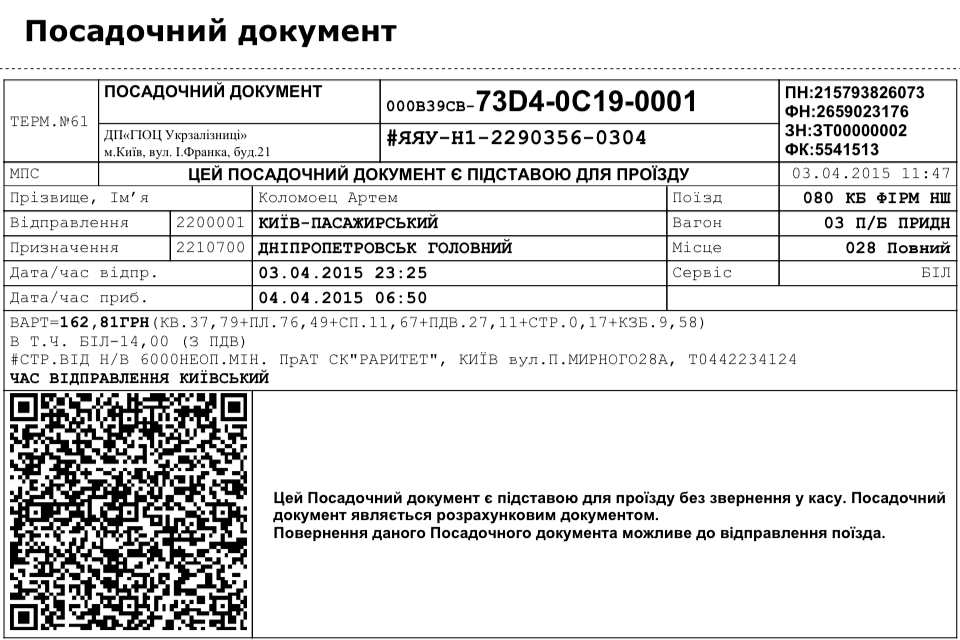 Посадочний документ
ТЕРМ.№61
ПОСАДОЧНИЙ ДОКУМЕНТ
ДП«ГІОЦ Укрзалізниці»
м.Київ, вул. І.Франка, буд.21
000B39CB-73D4-0C19-0001
#ЯЯУ-Н1-2290356-0304
ПН:215793826073
ФН:2659023176
ЗН:ЗТ00000002
ФК:5541513
МПС ЦЕЙ ПОСАДОЧНИЙ ДОКУМЕНТ Є ПІДСТАВОЮ ДЛЯ ПРОЇЗДУ 03.04.2015 11:47
Прізвище, Ім’я Коломоец Артем Поїзд 080 КБ ФІРМ НШ
Відправлення 2200001 КИЇВ-ПАСАЖИРСЬКИЙ Вагон 03 П/Б ПРИДН
Призначення 2210700 ДНІПРОПЕТРОВСЬК ГОЛОВНИЙ Місце 028 Повний
Дата/час відпр. 03.04.2015 23:25 Сервіс БІЛ
Дата/час приб. 04.04.2015 06:50
ВАРТ=162,81ГРН(КВ.37,79+ПЛ.76,49+СП.11,67+ПДВ.27,11+СТР.0,17+КЗБ.9,58)
В Т.Ч. БІЛ-14,00 (З ПДВ)
#СТР.ВІД Н/В 6000НЕОП.МІН. ПрАТ СК"РАРИТЕТ", КИЇВ вул.П.МИРНОГО28А, Т0442234124
ЧАС ВІДПРАВЛЕННЯ КИЇВСЬКИЙ
Цей Посадочний документ є підставою для проїзду без звернення у касу. Посадочний
документ являється розрахунковим документом.
Повернення даного Посадочного документа можливе до відправлення поїзда.